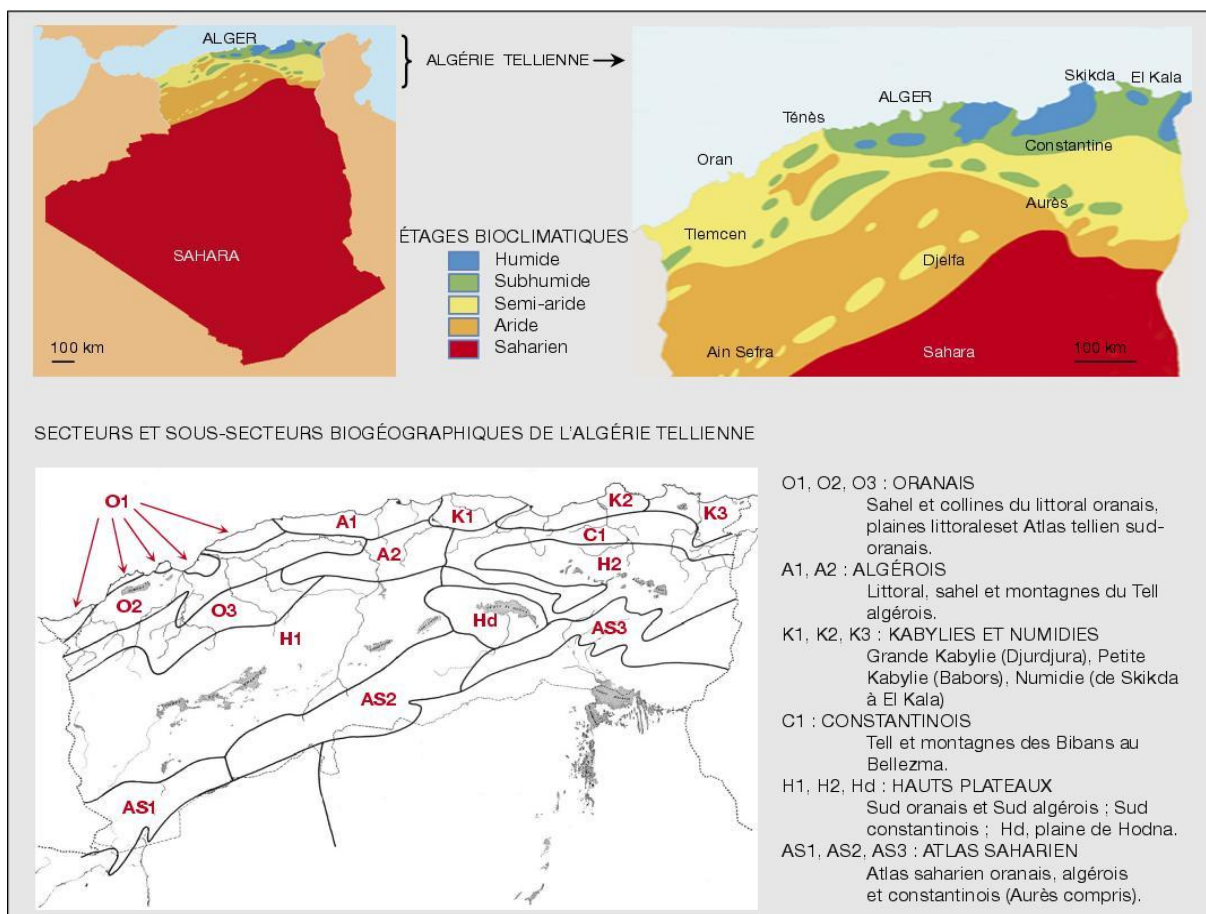 ALGER
ALGÉRIE TELLIENNE
SAHARA
100 km
ÉTAGES BIOCLIMATIQUES
Humide
Subhumide
Semi-aride
Aride
Saharien
Skikda
El Kala
ALGER
Ténès
Constantine
Oran
Aurès
Tlemcen
Djelfa
Ain Sefra
Sahara
100 km
SECTEURS ET SOUS-SECTEURS BIOGÉOGRAPHIQUES DE L'ALGÉRIE TELLIENNE
O1
A1
K1
K2
K3
C1
A2
H2
O2
O3
Hd
H1
AS3
AS2
AS1
O1, O2, O3 : ORANAIS
Sahel et collines du littoral oranais,
plaines littoraleset Atlas tellien sud-
oranais.
A1, A2 : ALGÉROIS
Littoral, sahel et montagnes du Tell
algérois.
K1, K2, K3 : KABYLIES ET NUMIDIES
Grande Kabylie (Djurdjura), Petite
Kabylie (Babors), Numidie (de Skikda
à El Kala)
C1 : CONSTANTINOIS
Tell et montagnes des Bibans au
Bellezma.
H1, H2, Hd : HAUTS PLATEAUX
Sud oranais et Sud algérois ; Sud
constantinois ; Hd, plaine de Hodna.
AS1, AS2, AS3 : ATLAS SAHARIEN
Atlas saharien oranais, algérois
et constantinois (Aurès compris).